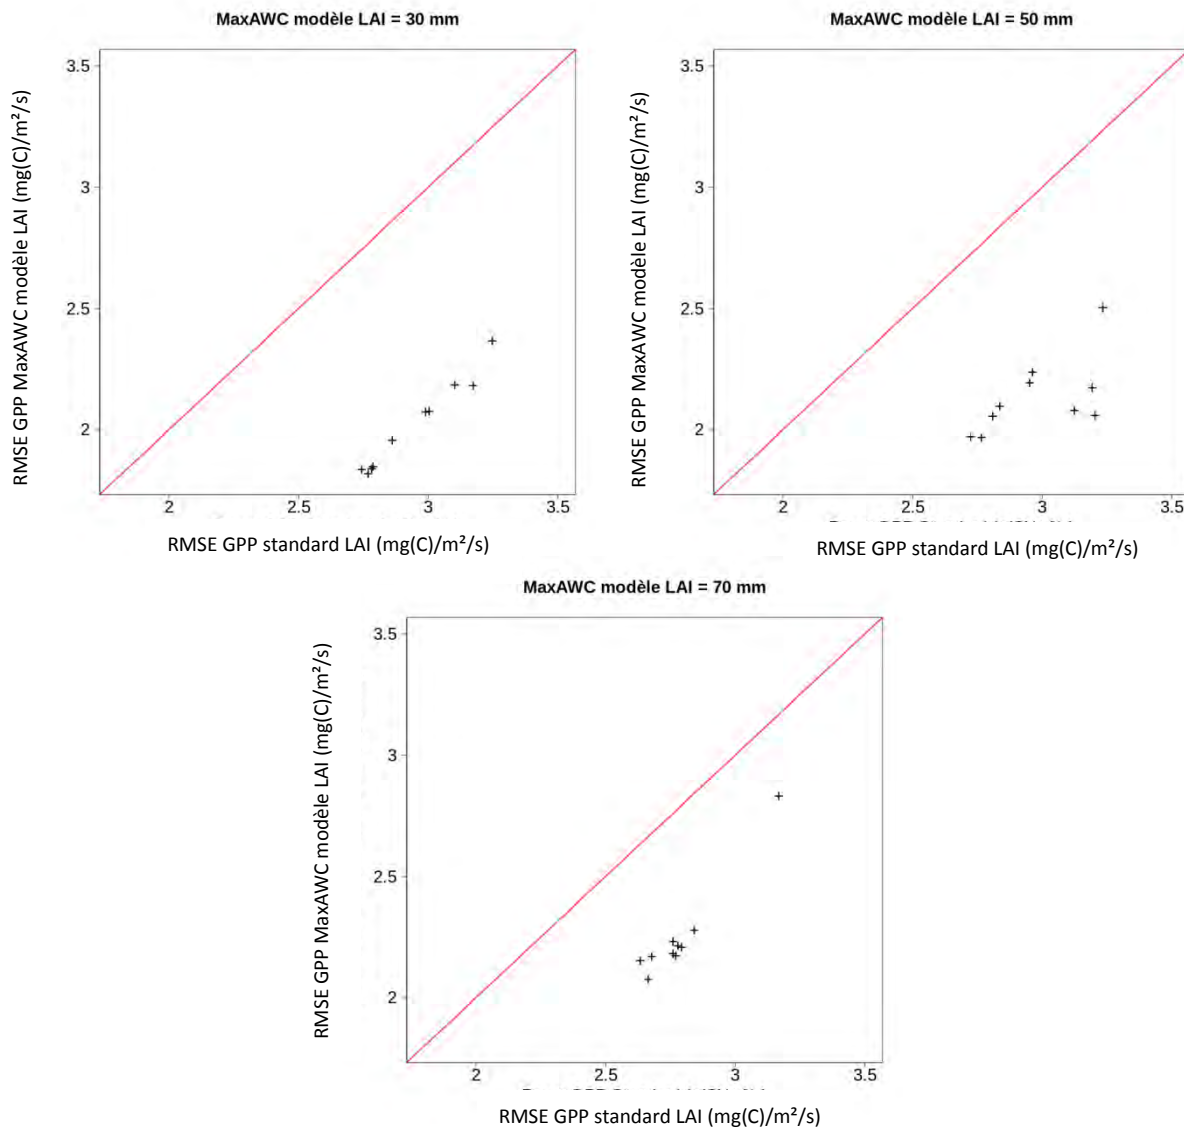 MaxAWC modèle LAI = 30 mm
RMSE GPP MaxAWC modèle LAI (mg(C)/m²/s)
3.5
3
2.5
2
2
2.5
3
3.5
RMSE GPP standard LAI (mg(C)/m²/s)
MaxAWC modèle LAI = 50 mm
RMSE GPP MaxAWC modèle LAI (mg(C)/m²/s)
3.5
3
2.5
2
2
2.5
3
3.5
RMSE GPP standard LAI (mg(C)/m²/s)
MaxAWC modèle LAI = 70 mm
RMSE GPP MaxAWC modèle LAI (mg(C)/m²/s)
3.5
3
2.5
2
2
2.5
3
3.5
RMSE GPP standard LAI (mg(C)/m²/s)